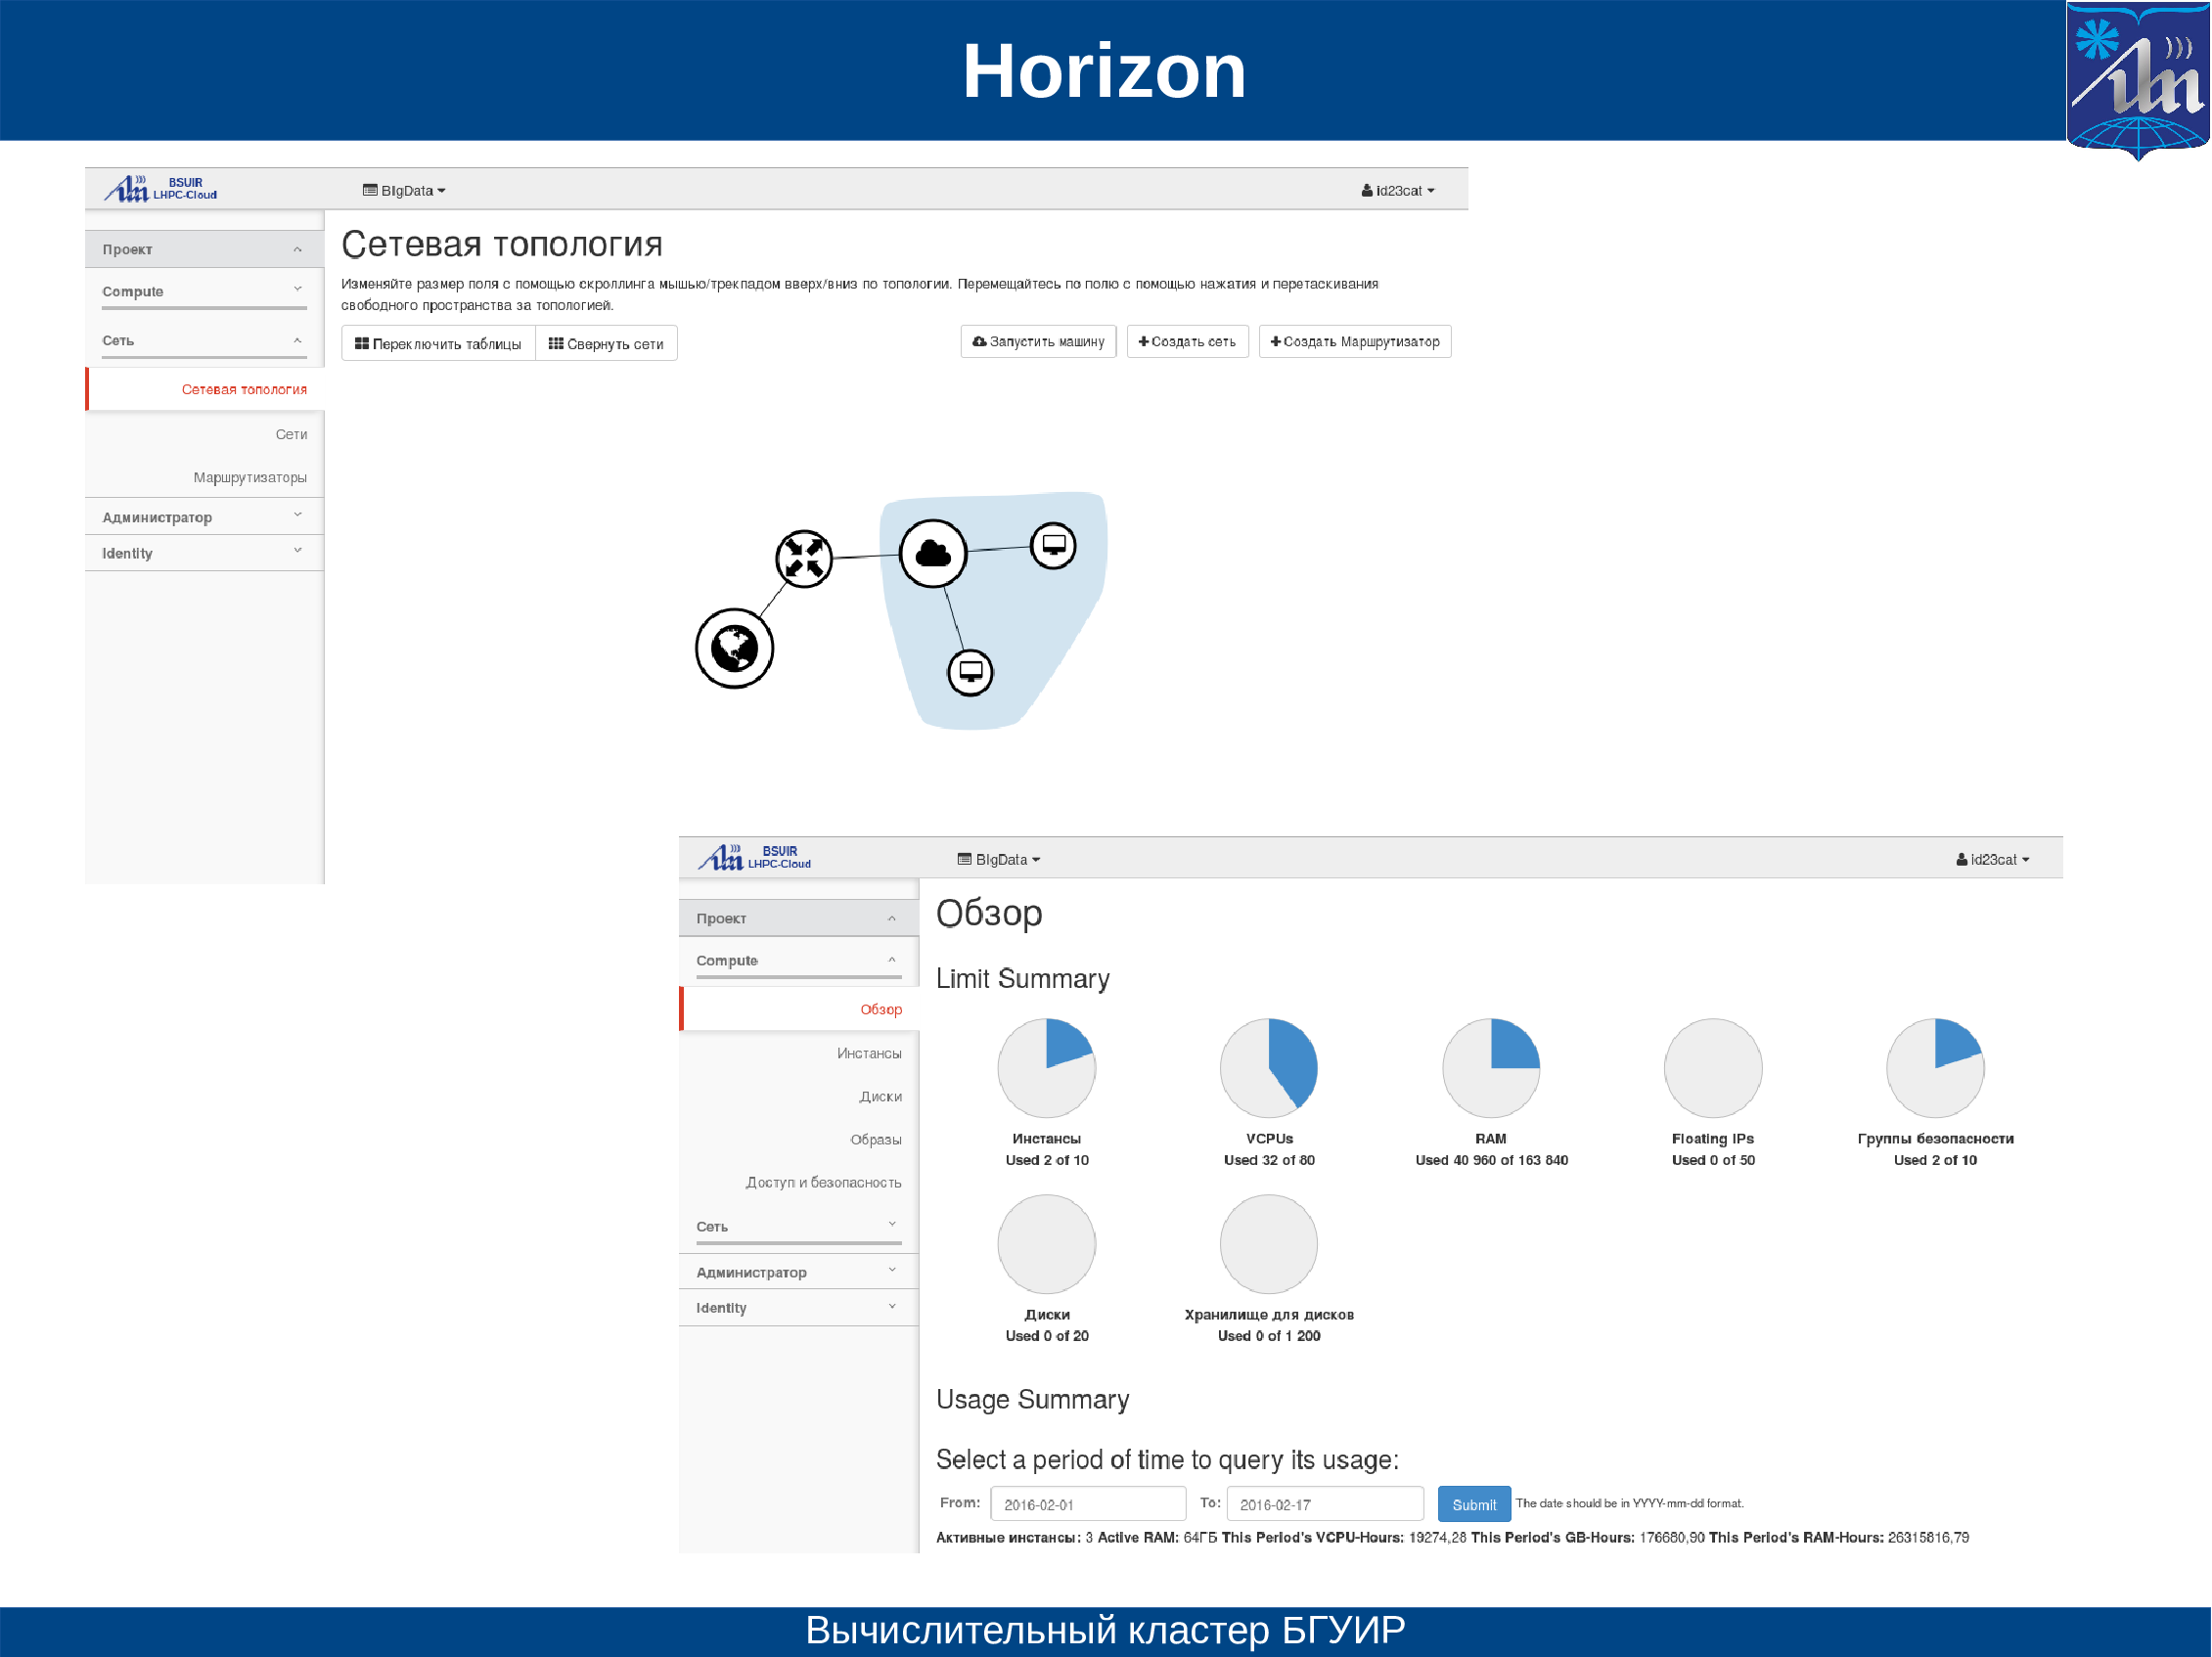 Horizon
BSUIR
LHPC-Cloud
BigData
id23cat
Проект
Compute
Сеть
Сетевая топология
Сети
Маршрутизаторы
Администратор
Identity
Сетевая топология
Изменяйте размер поля с помощью скроллинга мышью/трекпадом вверх/вниз по топологии. Перемещайтесь по полю с помощью нажатия и перетаскивания
свободного пространства за топологией.
Переключить таблицы Свернуть сети Запустить машину +Создать сеть +Создать Маршрутизатор
BSUIR
LHPC-Cloud
BigData
id23cat
Проект
Compute
Обзор
Инстансы
Диски
Образы
Доступ и безопасность
Сеть
Администратор
Identity
Обзор
Limit Summary
Инстансы
Used 2 of 10
VCPUs
Used 32 of 80
RAM
Used 40 960 of 163 840
Floating IPs
Used 0 of 50
Группы безопасности
Used 2 of 10
Диски
Used 0 of 20
Хранилище для дисков
Used 0 of 1 200
Usage Summary
Select a period of time to query its usage:
From: 2016-02-01 To: 2016-02-17 Submit The date should be in YYYY-mm-dd format.
Активные инстансы: 3 Active RAM: 64ГБ This Period's VCPU-Hours: 19274,28 This Period's GB-Hours: 176680,90 This Period's RAM-Hours: 26315816,79
Вычислительный кластер БГУИР